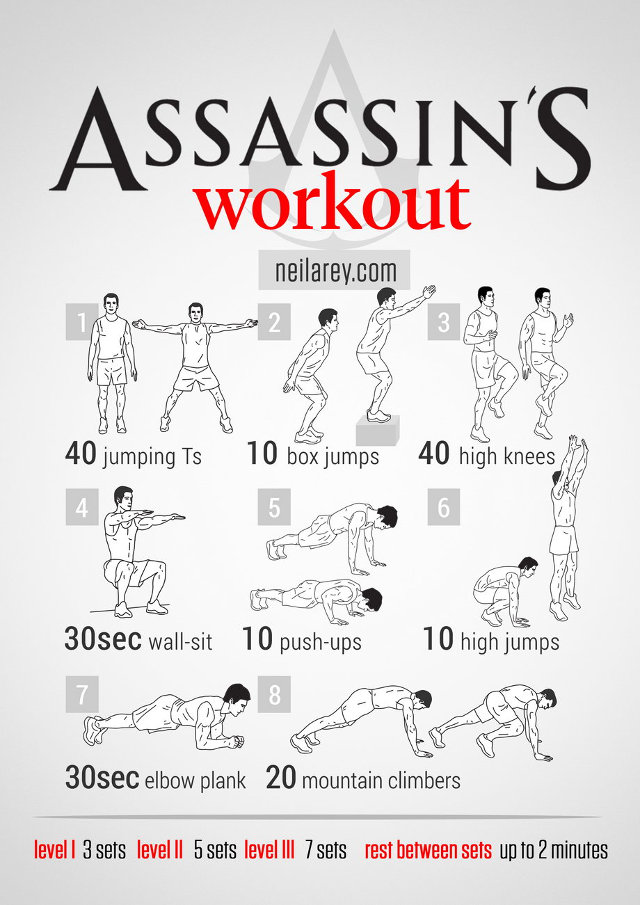 ASSASSIN'S
workout
neilarey.com
1
2
3
40 jumping Ts
10 box jumps
40 high knees
4
5
6
30sec wall-sit
10 push-ups
10 high jumps
7
8
30sec elbow plank
20 mountain climbers
level I 3 sets level II 5 sets level III 7 sets rest between sets up to 2 minutes